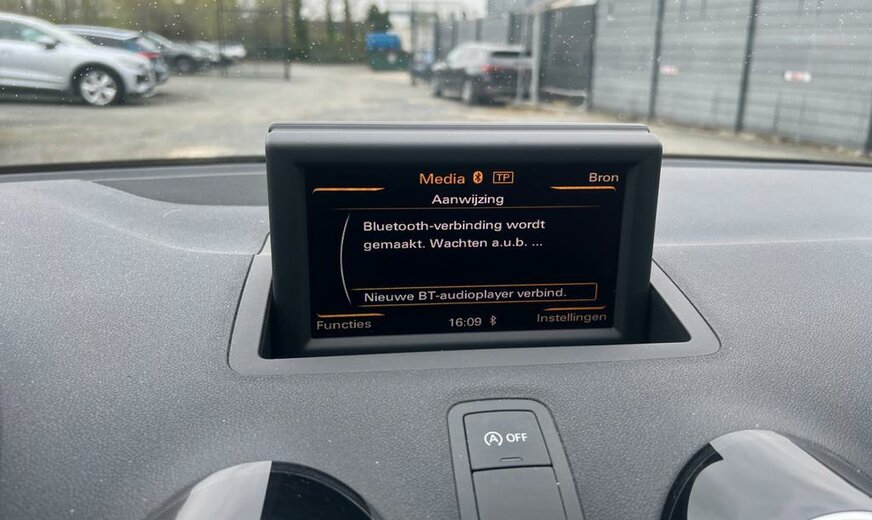 Media TP
Bron
Aanwijzing
Bluetooth-verbinding wordt
gemaakt. Wachten a.u.b. ...
Nieuwe BT-audioplayer verbind.
Functies
16:09
Instellingen
A OFF